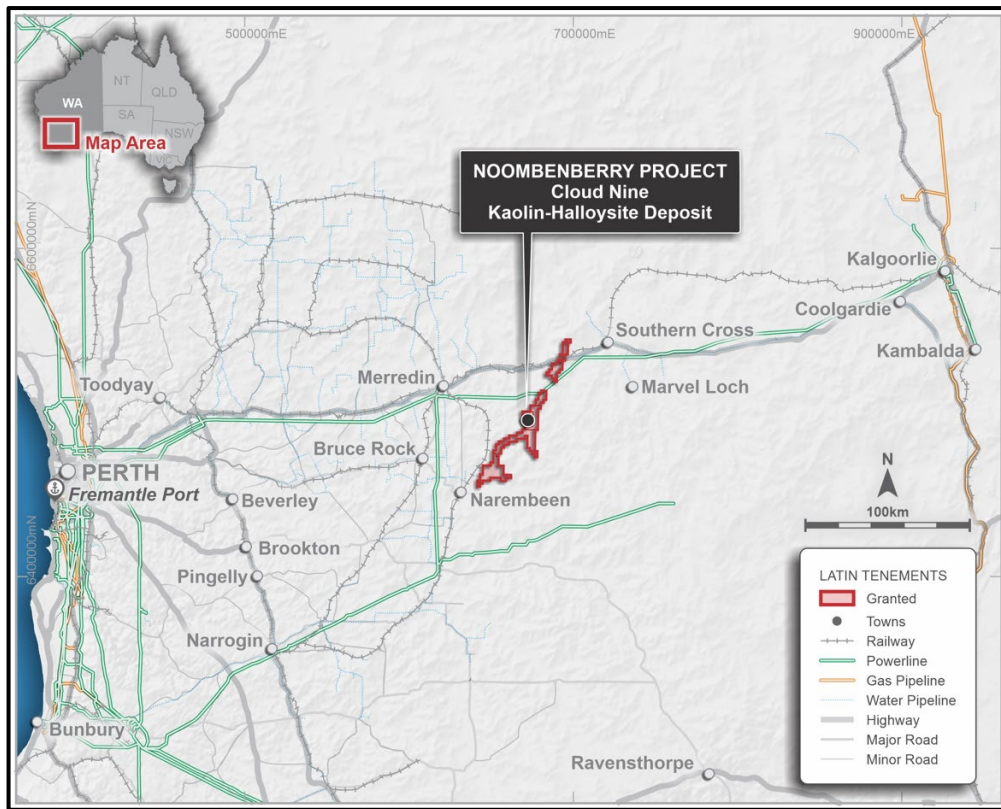 500000mE
700000mE
900000mE
NT
QLD
WA
SA
NSW
VIC
Map Area
NOOMBENBERRY PROJECT
Cloud Nine
Kaolin-Halloysite Deposit
6600000mN
Kalgoorlie
Coolgardie
Southern Cross
Kambalda
Merredin
Marvel Loch
Toodyay
Bruce Rock
PERTH
Fremantle Port
Narembeen
Beverley
N
100km
Brookton
6400000mN
Pingelly
Narrogin
Bunbury
Ravensthorpe
LATIN TENEMENTS
Granted
Towns
Railway
Powerline
Gas Pipeline
Water Pipeline
Highway
Major Road
Minor Road